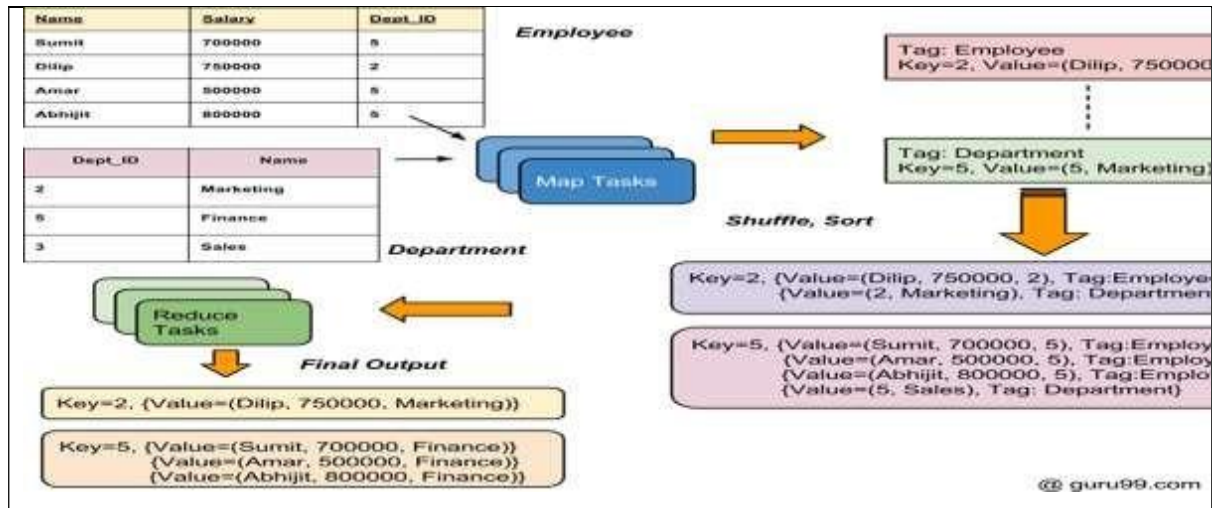 Name Salary Dept_ID
Sumit 700000 5
Dilip 750000 2
Amar 500000 5
Abhijit 800000 5
Employee
Dept_ID Name
2 Marketing
5 Finance
3 Sales
Department
Map Tasks
Tag: Employee
Key=2, Value=(Dilip, 750000
Tag: Department
Key=5, Value=(5, Marketing)
Shuffle, Sort
Key=2, {Value=(Dilip, 750000, 2), Tag:Employe
{Value=(2, Marketing), Tag: Departmen
Key=5, {Value=(Sumit, 700000, 5), Tag:Employ
{Value=(Amar, 500000, 5), Tag:Employ
{Value=(Abhijit, 800000, 5), Tag:Emplo
{Value=(5, Sales), Tag: Department}
Reduce
Tasks
Final Output
Key=2, {Value=(Dilip, 750000, Marketing)}
Key=5, {Value=(Sumit, 700000, Finance)}
{Value=(Amar, 500000, Finance)}
{Value=(Abhijit, 800000, Finance)}
@ guru99.com